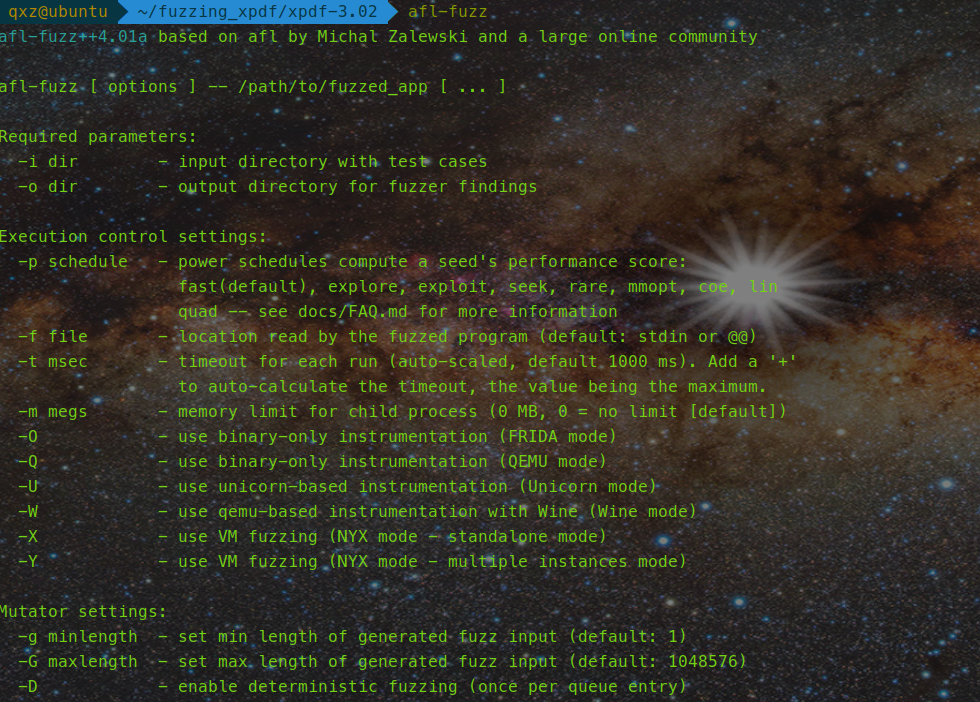 qxz@ubuntu ~/fuzzing_xpdf/xpdf-3.02 afl-fuzz
afl-fuzz++4.01a based on afl by Michal Zalewski and a large online community
afl-fuzz [ options ] -- /path/to/fuzzed_app [ ... ]
Required parameters:
-i dir - input directory with test cases
-o dir - output directory for fuzzer findings
Execution control settings:
-p schedule - power schedules compute a seed's performance score:
fast(default), explore, exploit, seek, rare, mmopt, coe, lin
quad -- see docs/FAQ.md for more information
-f file - location read by the fuzzed program (default: stdin or @@)
-t msec - timeout for each run (auto-scaled, default 1000 ms). Add a '+'
to auto-calculate the timeout, the value being the maximum.
-m megs - memory limit for child process (0 MB, 0 = no limit [default])
-O - use binary-only instrumentation (FRIDA mode)
-Q - use binary-only instrumentation (QEMU mode)
-U - use unicorn-based instrumentation (Unicorn mode)
-W - use qemu-based instrumentation with Wine (Wine mode)
-X - use VM fuzzing (NYX mode - standalone mode)
-Y - use VM fuzzing (NYX mode - multiple instances mode)
Mutator settings:
-g minlength - set min length of generated fuzz input (default: 1)
-G maxlength - set max length of generated fuzz input (default: 1048576)
-D - enable deterministic fuzzing (once per queue entry)